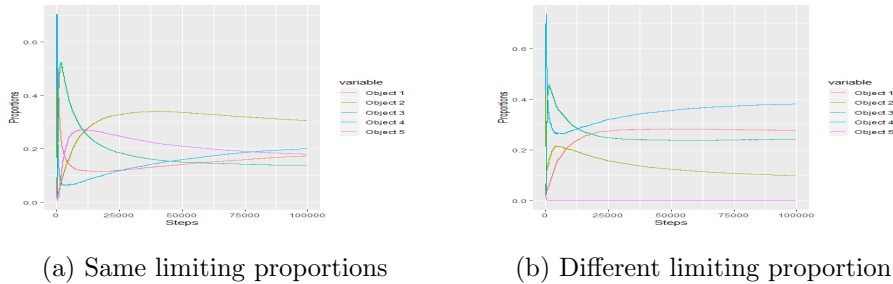 0.6
0.4
0.2
0.0
Proportions
0
25000
50000
75000
100000
Steps
variable
Object 1
Object 2
Object 3
Object 4
Object 5
0.6
0.4
0.2
0.0
Proportions
0
25000
50000
75000
100000
Steps
variable
Object 1
Object 2
Object 3
Object 4
Object 5
(a) Same limiting proportions
(b) Different limiting proportion